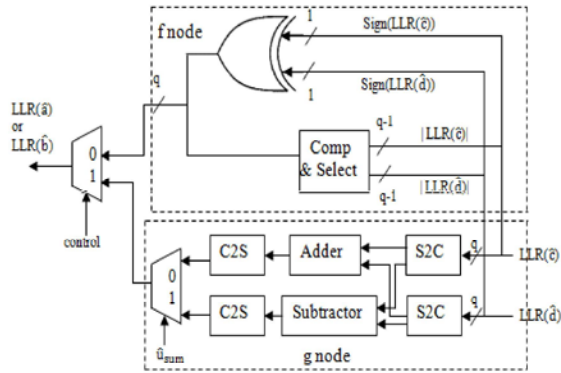 f node
1
Sign(LLR(ĉ))
Sign(LLR(d̂))
1
q
LLR(â)
or
LLR(b̂)
0
1
control
Comp
& Select
q-1
|LLR(ĉ)|
q-1
|LLR(d̂)|
C2S
Adder
S2C
q
LLR(ĉ)
0
1
C2S
Subtractor
S2C
q
LLR(d̂)
ûsum
g node